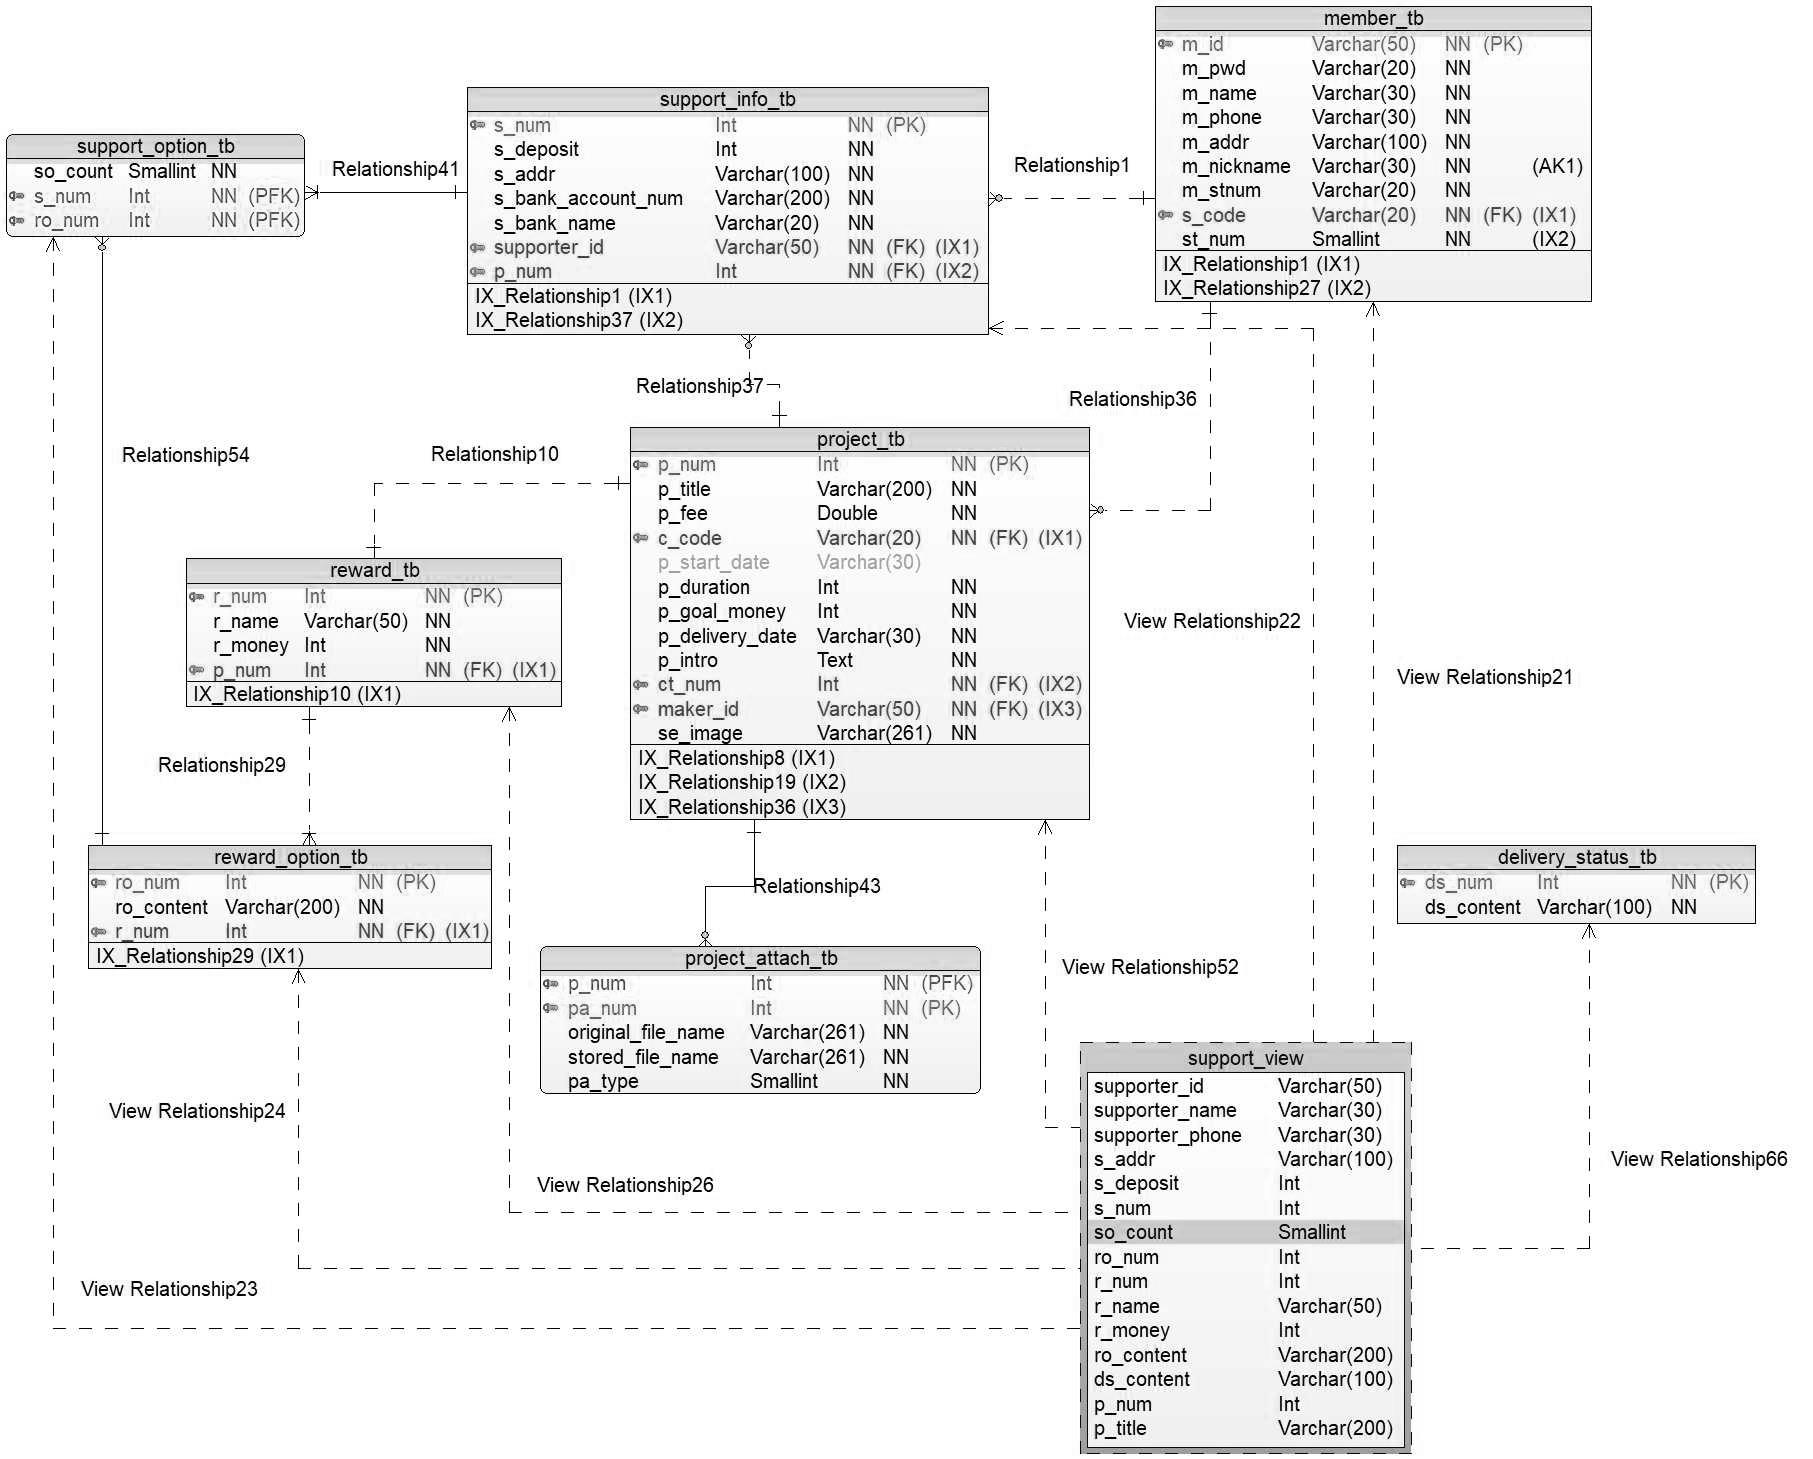 member_tb
m_id Varchar(50) NN (PK)
m_pwd Varchar(20) NN
m_name Varchar(30) NN
m_phone Varchar(30) NN
m_addr Varchar(100) NN
m_nickname Varchar(30) NN (AK1)
m_stnum Varchar(20) NN
s_code Varchar(20) NN (FK) (IX1)
st_num Smallint NN (IX2)
IX_Relationship1 (IX1)
IX_Relationship27 (IX2)
support_info_tb
s_num Int NN (PK)
s_deposit Int NN
s_addr Varchar(100) NN
s_bank_account_num Varchar(200) NN
s_bank_name Varchar(20) NN
supporter_id Varchar(50) NN (FK) (IX1)
p_num Int NN (FK) (IX2)
IX_Relationship1 (IX1)
IX_Relationship37 (IX2)
support_option_tb
so_count Smallint NN
s_num Int NN (PFK)
ro_num Int NN (PFK)
Relationship41
Relationship1
Relationship37
Relationship36
Relationship54
Relationship10
project_tb
p_num Int NN (PK)
p_title Varchar(200) NN
p_fee Double NN
c_code Varchar(20) NN (FK) (IX1)
p_start_date Varchar(30)
p_duration Int NN
p_goal_money Int NN
p_delivery_date Varchar(30) NN
p_intro Text NN
ct_num Int NN (FK) (IX2)
maker_id Varchar(50) NN (FK) (IX3)
se_image Varchar(261) NN
IX_Relationship8 (IX1)
IX_Relationship19 (IX2)
IX_Relationship36 (IX3)
reward_tb
r_num Int NN (PK)
r_name Varchar(50) NN
r_money Int NN
p_num Int NN (FK) (IX1)
IX_Relationship10 (IX1)
View Relationship22
View Relationship21
Relationship29
reward_option_tb
ro_num Int NN (PK)
ro_content Varchar(200) NN
r_num Int NN (FK) (IX1)
IX_Relationship29 (IX1)
Relationship43
delivery_status_tb
ds_num Int NN (PK)
ds_content Varchar(100) NN
project_attach_tb
p_num Int NN (PFK)
pa_num Int NN (PK)
original_file_name Varchar(261) NN
stored_file_name Varchar(261) NN
pa_type Smallint NN
View Relationship52
View Relationship24
View Relationship26
View Relationship66
View Relationship23
support_view
supporter_id Varchar(50)
supporter_name Varchar(30)
supporter_phone Varchar(30)
s_addr Varchar(100)
s_deposit Int
s_num Int
so_count Smallint
ro_num Int
r_num Int
r_name Varchar(50)
r_money Int
ro_content Varchar(200)
ds_content Varchar(100)
p_num Int
p_title Varchar(200)